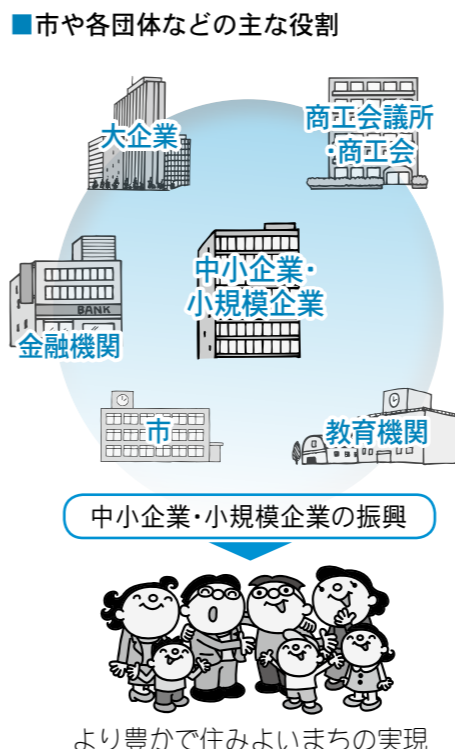 ■市や各団体などの主な役割
大企業
商工会議所
・商工会
中小企業・
小規模企業
BANK
金融機関
市
教育機関
中小企業・小規模企業の振興
より豊かで住みよいまちの実現